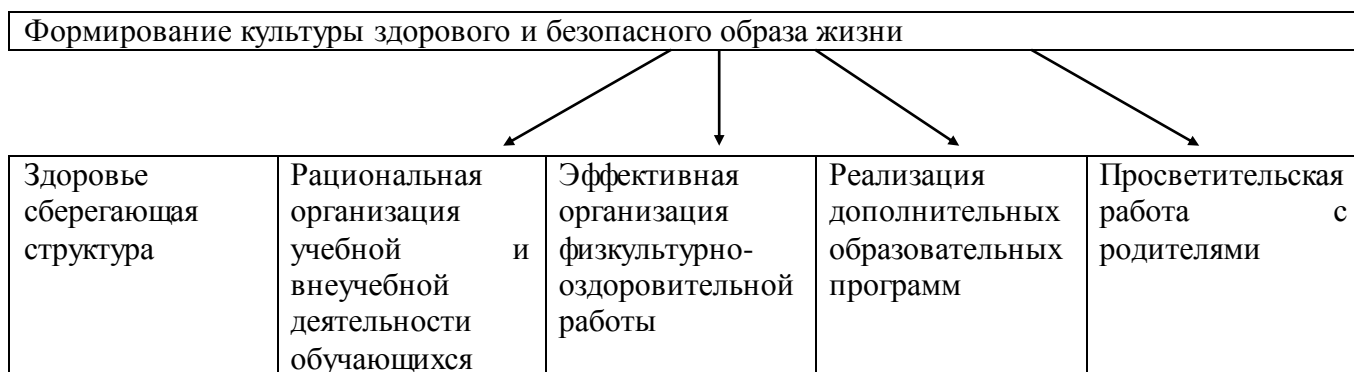 Формирование культуры здорового и безопасного образа жизни
Здоровье
сберегающая
структура
Рациональная
организация
учебной и
внеучебной
деятельности
обучающихся
Эффективная
организация
физкультурно-
оздоровительной
работы
Реализация
дополнительных
образовательных
программ
Просветительская
работа с
родителями